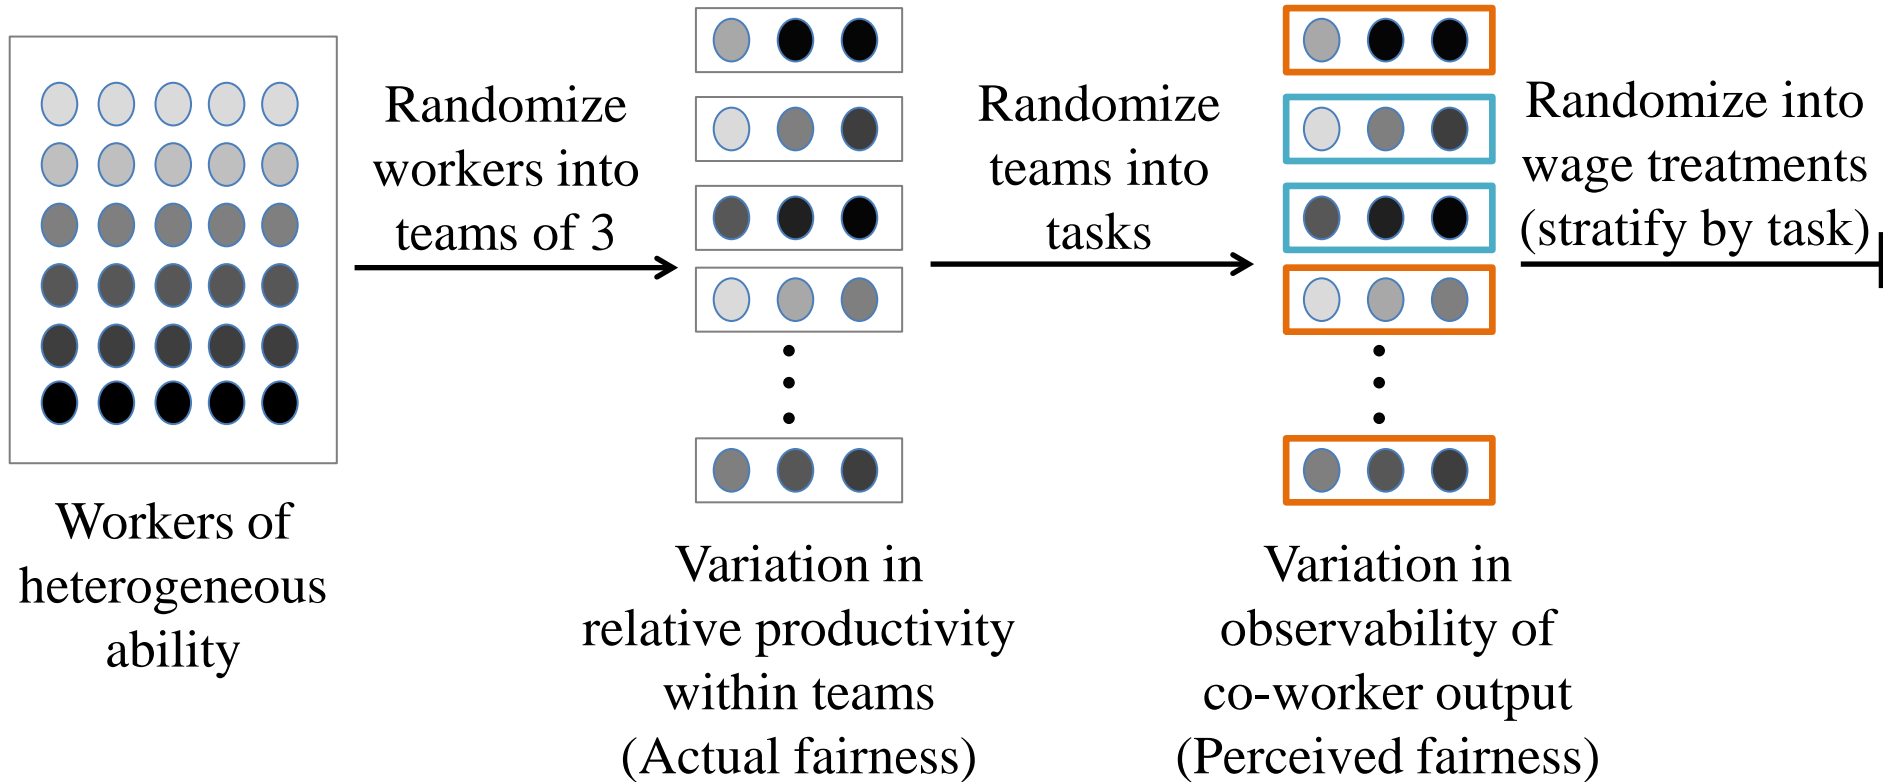 Randomize
workers into
teams of 3
Randomize
teams into
tasks
Randomize into
wage treatments
(stratify by task)
Workers of
heterogeneous
ability
Variation in
relative productivity
within teams
(Actual fairness)
Variation in
observability of
co-worker output
(Perceived fairness)